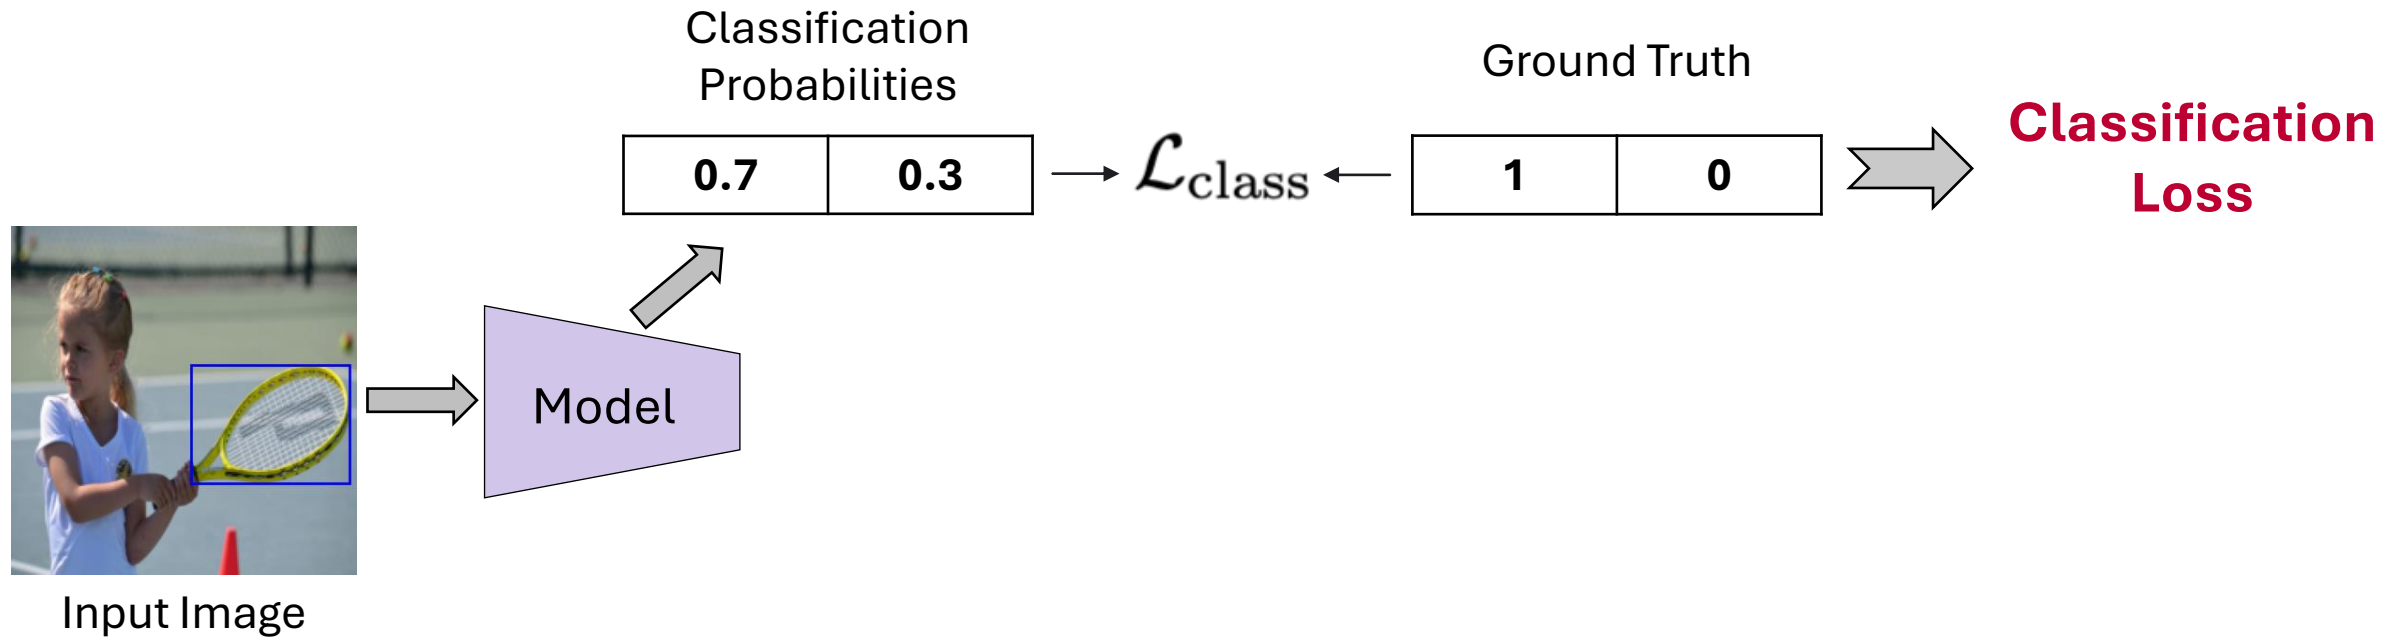 Classification
Probabilities
Ground Truth
0.7 0.3
ℒclass
1 0
Classification
Loss
Model
Input Image